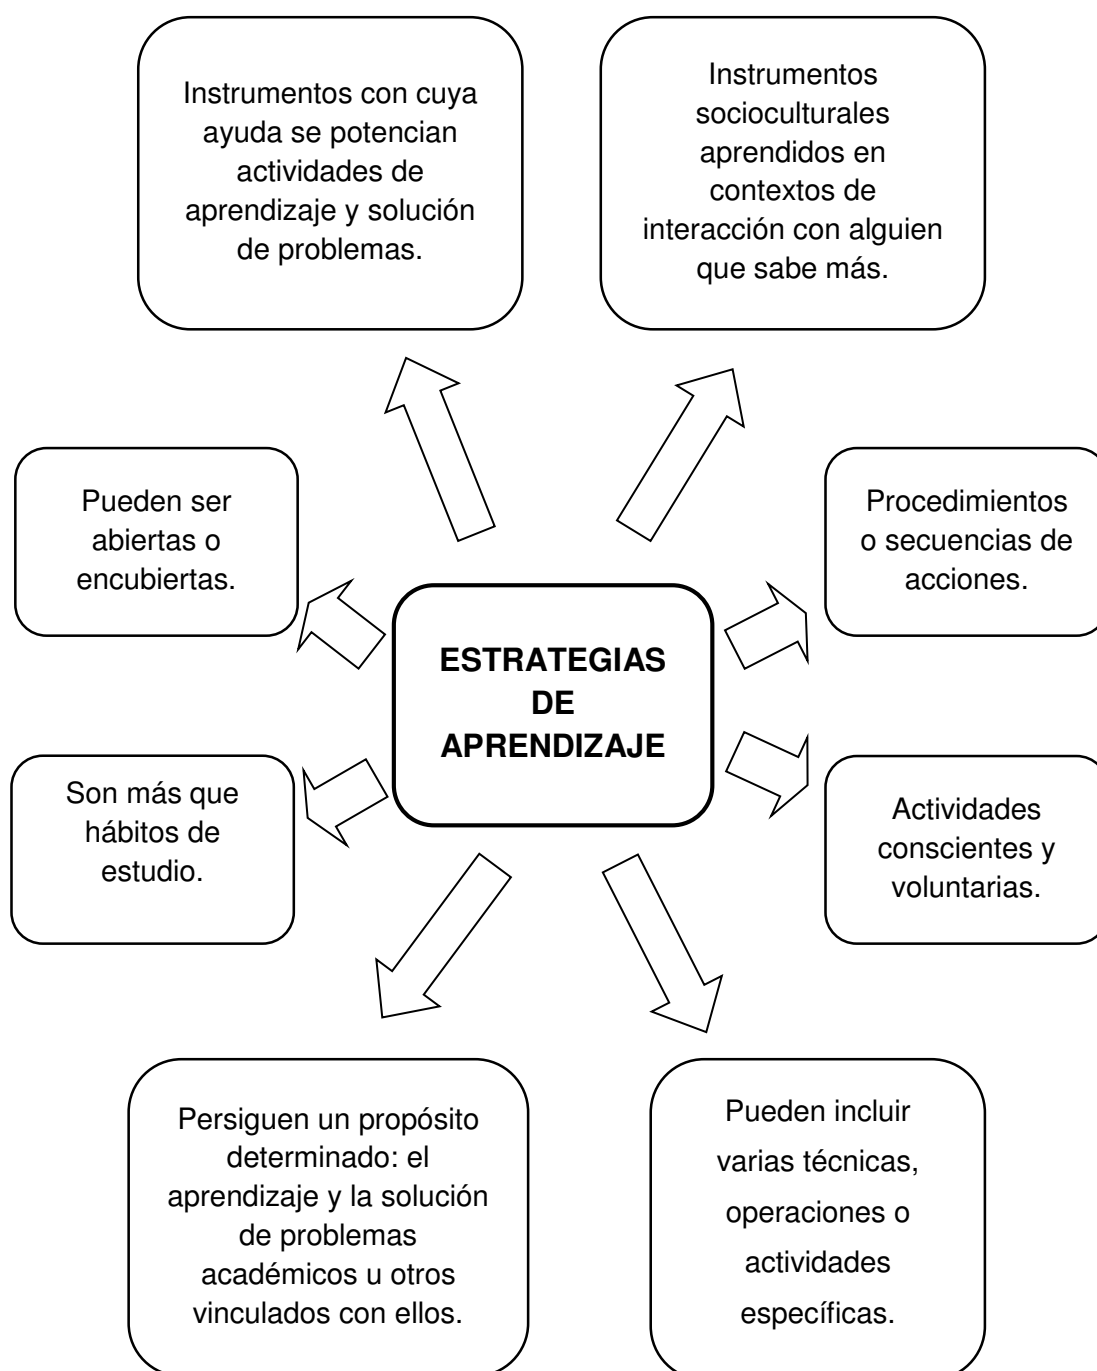 Instrumentos con cuya
ayuda se potencian
actividades de
aprendizaje y solución
de problemas.
Instrumentos
socioculturales
aprendidos en
contextos de
interacción con alguien
que sabe más.
Pueden ser
abiertas o
encubiertas.
Procedimientos
o secuencias de
acciones.
ESTRATEGIAS
DE
APRENDIZAJE
Son más que
hábitos de
estudio.
Actividades
conscientes y
voluntarias.
Persiguen un propósito
determinado: el
aprendizaje y la solución
de problemas
académicos u otros
vinculados con ellos.
Pueden incluir
varias técnicas,
operaciones o
actividades
específicas.